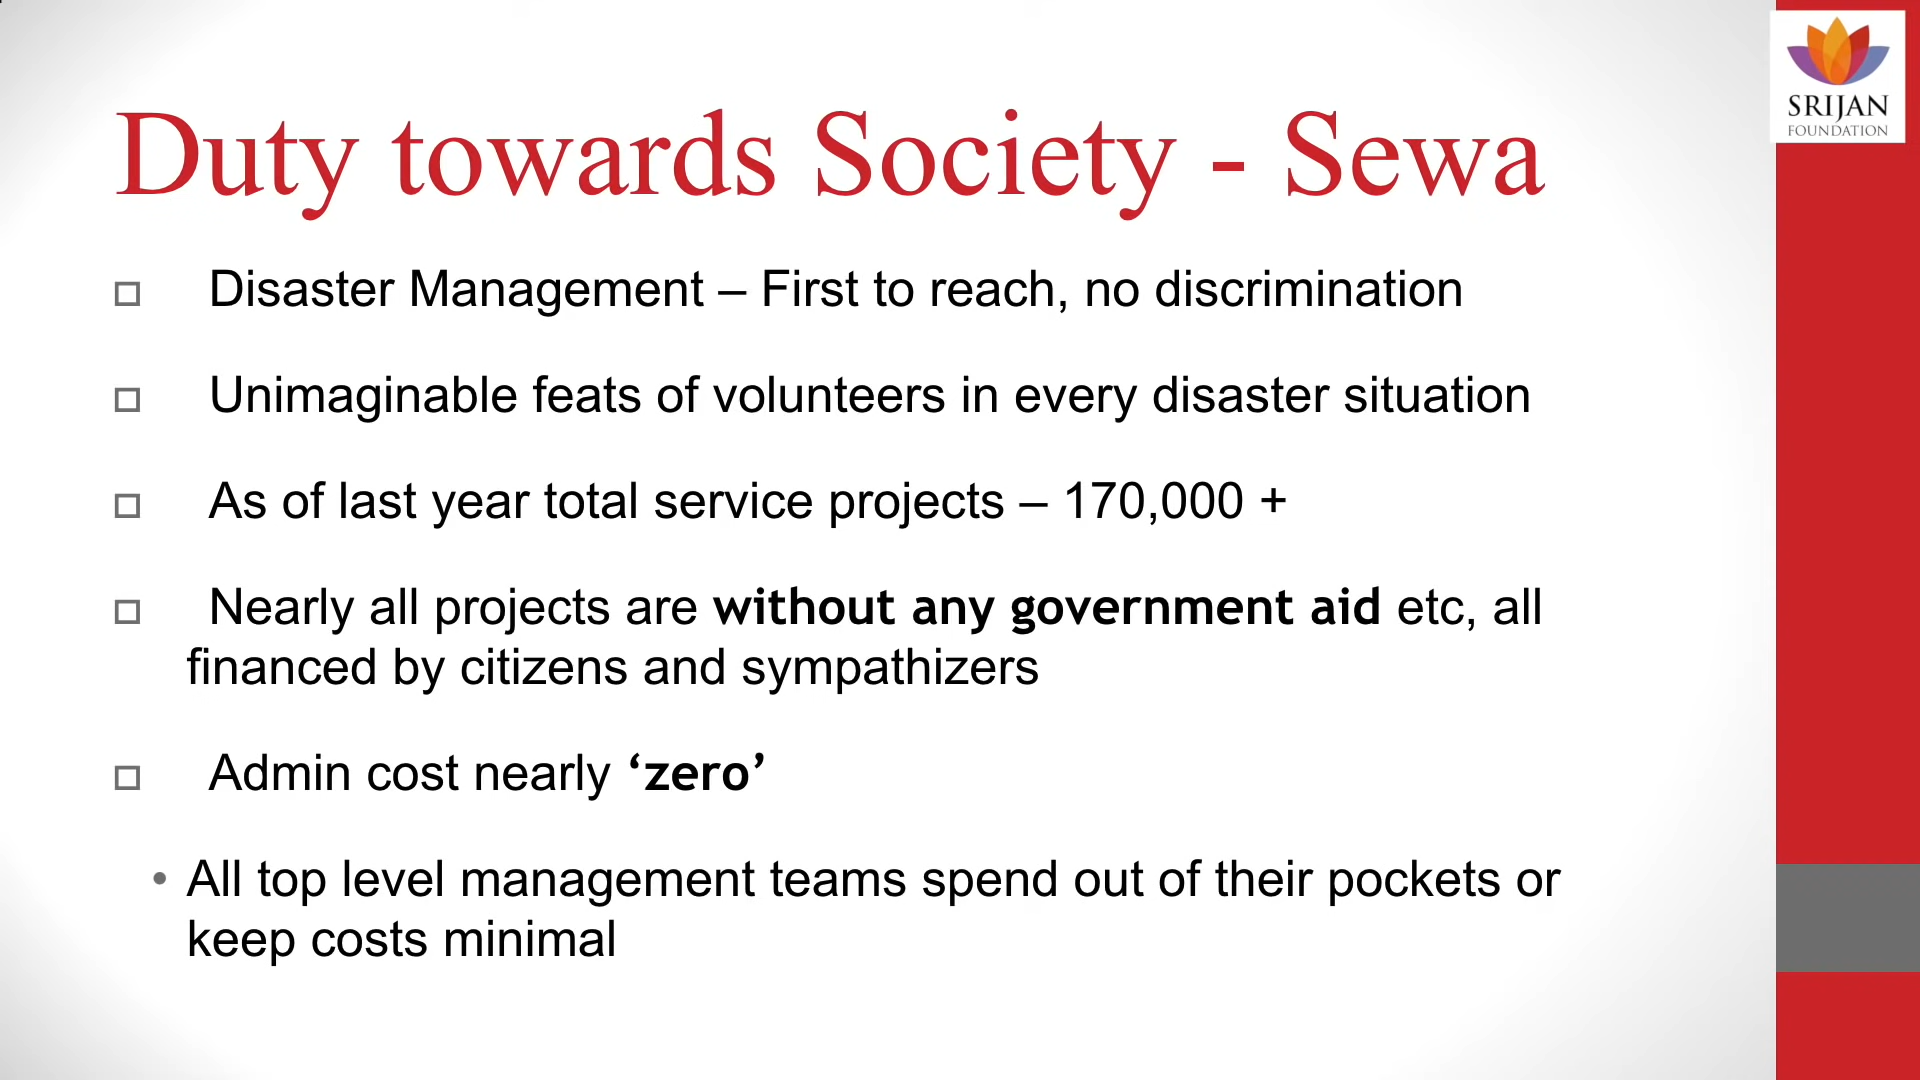 SRIJAN
FOUNDATION
Duty towards Society - Sewa
Disaster Management – First to reach, no discrimination
Unimaginable feats of volunteers in every disaster situation
As of last year total service projects – 170,000 +
Nearly all projects are without any government aid etc, all
financed by citizens and sympathizers
Admin cost nearly ‘zero’
• All top level management teams spend out of their pockets or
keep costs minimal